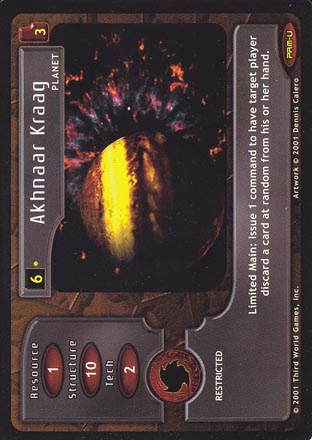 3
Akhnaar Kraag
PLANET
6
Resource
1
Structure
10
Tech
2
RESTRICTED
Limited Main: Issue 1 command to have target player
discard a card at random from his or her hand.
PRM-U
© 2001 Third World Games, Inc.
Artwork © 2001 Dennis Calero